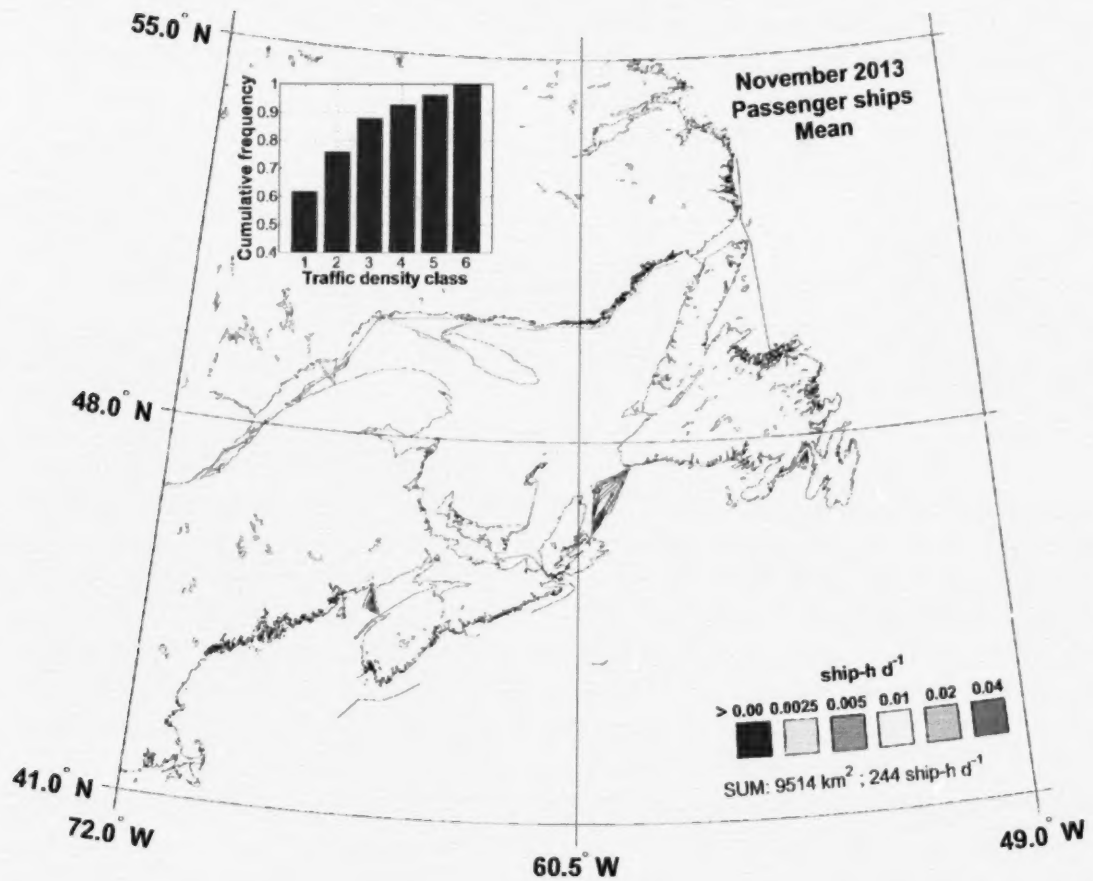 55.0° N
November 2013
Passenger ships
Mean
Cumulative frequency
1
0.9
0.8
0.7
0.6
0.5
0.4
1 2 3 4 5 6
Traffic density class
48.0° N
ship-h d⁻¹
> 0.00 0.0025 0.005 0.01 0.02 0.04
SUM: 9514 km² ; 244 ship-h d⁻¹
41.0° N
72.0° W
60.5° W
49.0° W